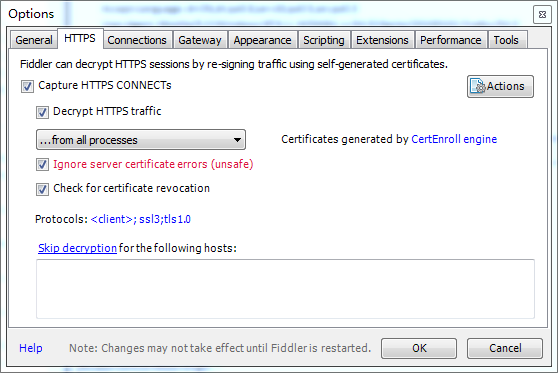 Options
General HTTPS Connections Gateway Appearance Scripting Extensions Performance Tools
Fiddler can decrypt HTTPS sessions by re-signing traffic using self-generated certificates.
Capture HTTPS CONNECTs
Actions
Decrypt HTTPS traffic
...from all processes
Certificates generated by CertEnroll engine
Ignore server certificate errors (unsafe)
Check for certificate revocation
Protocols: <client>; ssl3;tls1.0
Skip decryption for the following hosts:
Help Note: Changes may not take effect until Fiddler is restarted. OK Cancel